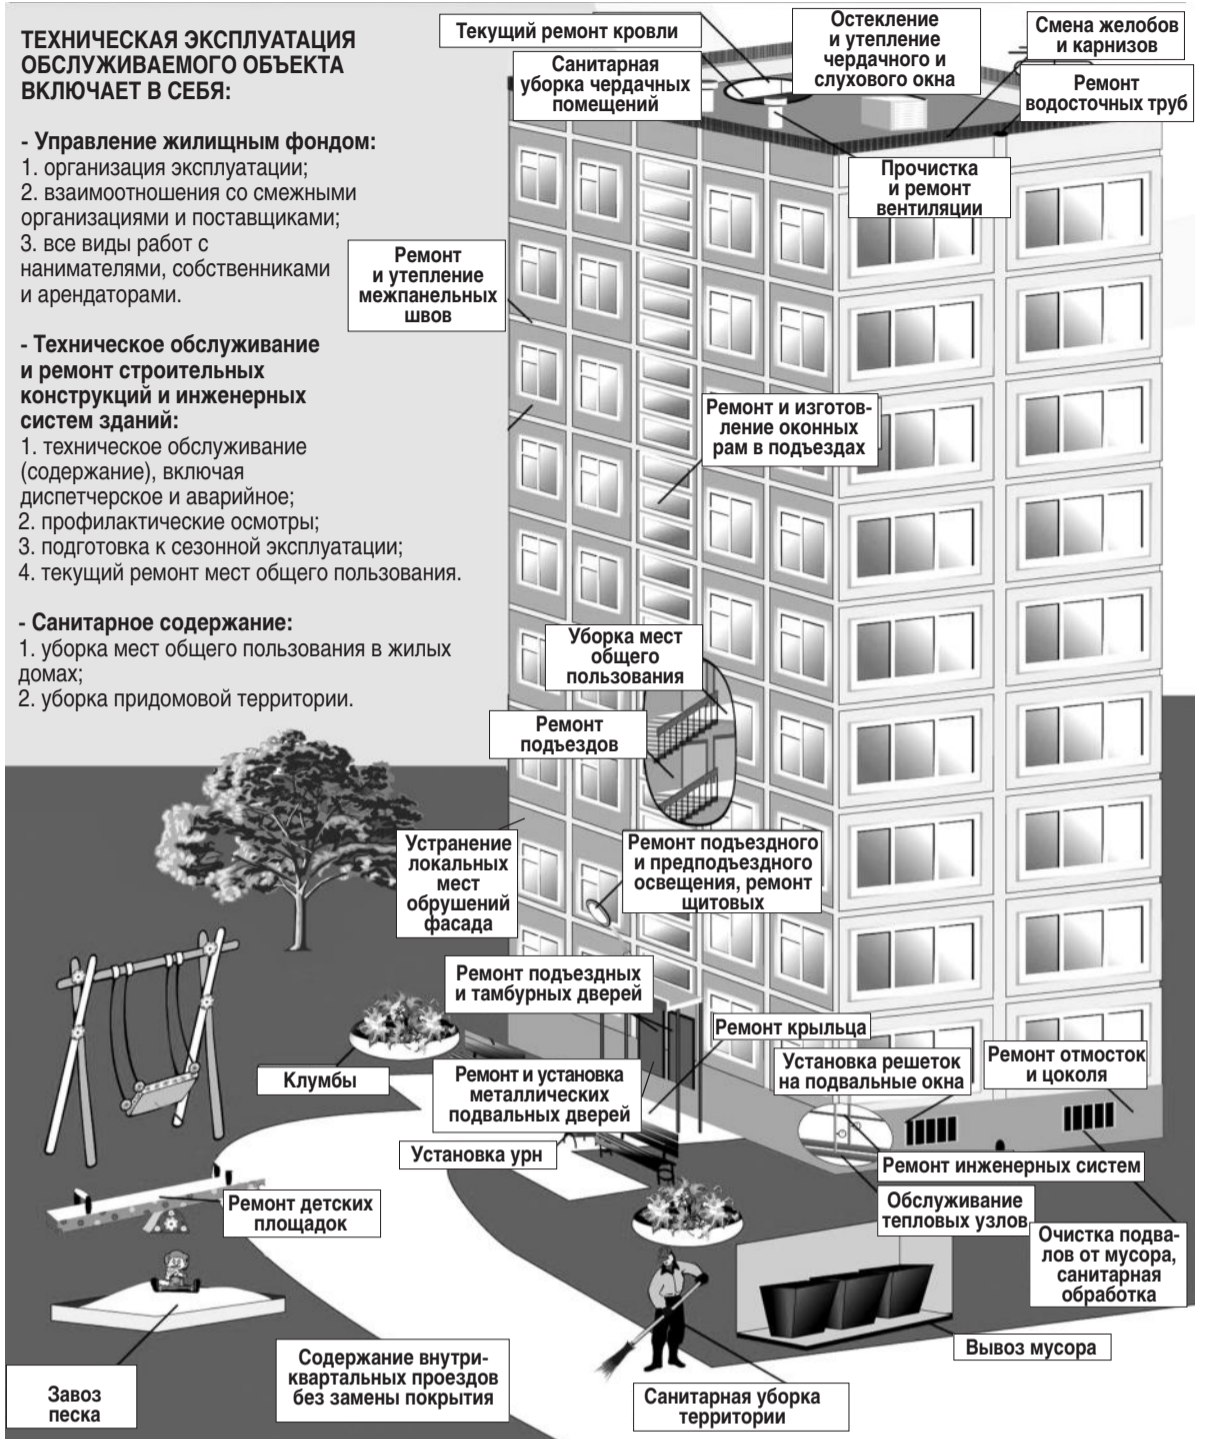 ТЕХНИЧЕСКАЯ ЭКСПЛУАТАЦИЯ
ОБСЛУЖИВАЕМОГО ОБЪЕКТА
ВКЛЮЧАЕТ В СЕБЯ:
- Управление жилищным фондом:
1. организация эксплуатации;
2. взаимоотношения со смежными
организациями и поставщиками;
3. все виды работ с
нанимателями, собственниками
и арендаторами.
- Техническое обслуживание
и ремонт строительных
конструкций и инженерных
систем зданий:
1. техническое обслуживание
(содержание), включая
диспетчерское и аварийное;
2. профилактические осмотры;
3. подготовка к сезонной эксплуатации;
4. текущий ремонт мест общего пользования.
- Санитарное содержание:
1. уборка мест общего пользования в жилых
домах;
2. уборка придомовой территории.
Текущий ремонт кровли
Санитарная
уборка чердачных
помещений
Остекление
и утепление
чердачного и
слухового окна
Смена желобов
и карнизов
Ремонт
водосточных труб
Прочистка
и ремонт
вентиляции
Ремонт
и утепление
межпанельных
швов
Ремонт и изготов-
ление оконных
рам в подъездах
Уборка мест
общего
пользования
Ремонт
подъездов
Устранение
локальных
мест
обрушений
фасада
Ремонт подъездного
и предподъездного
освещения, ремонт
щитовых
Ремонт подъездных
и тамбурных дверей
Ремонт крыльца
Клумбы
Ремонт и установка
металлических
подвальных дверей
Установка решеток
на подвальные окна
Ремонт отмосток
и цоколя
Установка урн
Ремонт инженерных систем
Ремонт детских
площадок
Обслуживание
тепловых узлов
Очистка подва-
лов от мусора,
санитарная
обработка
Вывоз мусора
Завоз
песка
Содержание внутри-
квартальных проездов
без замены покрытия
Санитарная уборка
территории